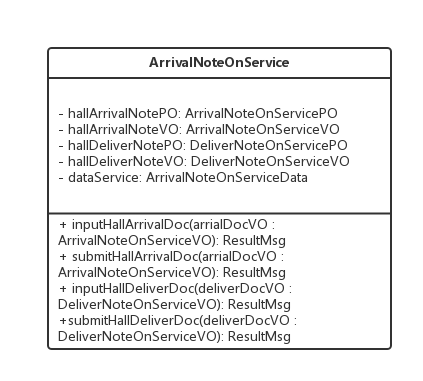 ArrivalNoteOnService
- hallArrivalNotePO: ArrivalNoteOnServicePO
- hallArrivalNoteVO: ArrivalNoteOnServiceVO
- hallDeliverNotePO: DeliverNoteOnServicePO
- hallDeliverNoteVO: DeliverNoteOnServiceVO
- dataService: ArrivalNoteOnServiceData
+ inputHallArrivalDoc(arrialDocVO :
ArrivalNoteOnServiceVO): ResultMsg
+ submitHallArrivalDoc(arrialDocVO :
ArrivalNoteOnServiceVO): ResultMsg
+ inputHallDeliverDoc(deliverDocVO :
DeliverNoteOnServiceVO): ResultMsg
+submitHallDeliverDoc(deliverDocVO :
DeliverNoteOnServiceVO): ResultMsg